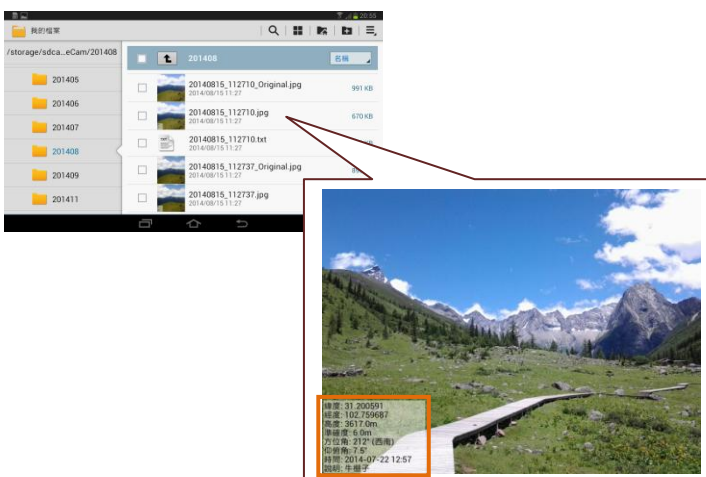 20:55
我的檔案
/storage/sdca...eCam/201408
201405
201406
201407
201408
201409
201411
201408
名稱
20140815_112710_Original.jpg
2014/08/15 11:27
991 KB
20140815_112710.jpg
2014/08/15 11:27
670 KB
20140815_112710.txt
2014/08/15 11:27
20140815_112737_Original.jpg
2014/08/15 11:27
20140815_112737.jpg
2014/08/15 11:27
緯度: 31.200591
經度: 102.759687
高度: 3617.0m
準確度: 6.0m
方位角: 212° (西南)
仰俯角: 7.5°
時間: 2014-07-22 12:57
說明: 牛棚子